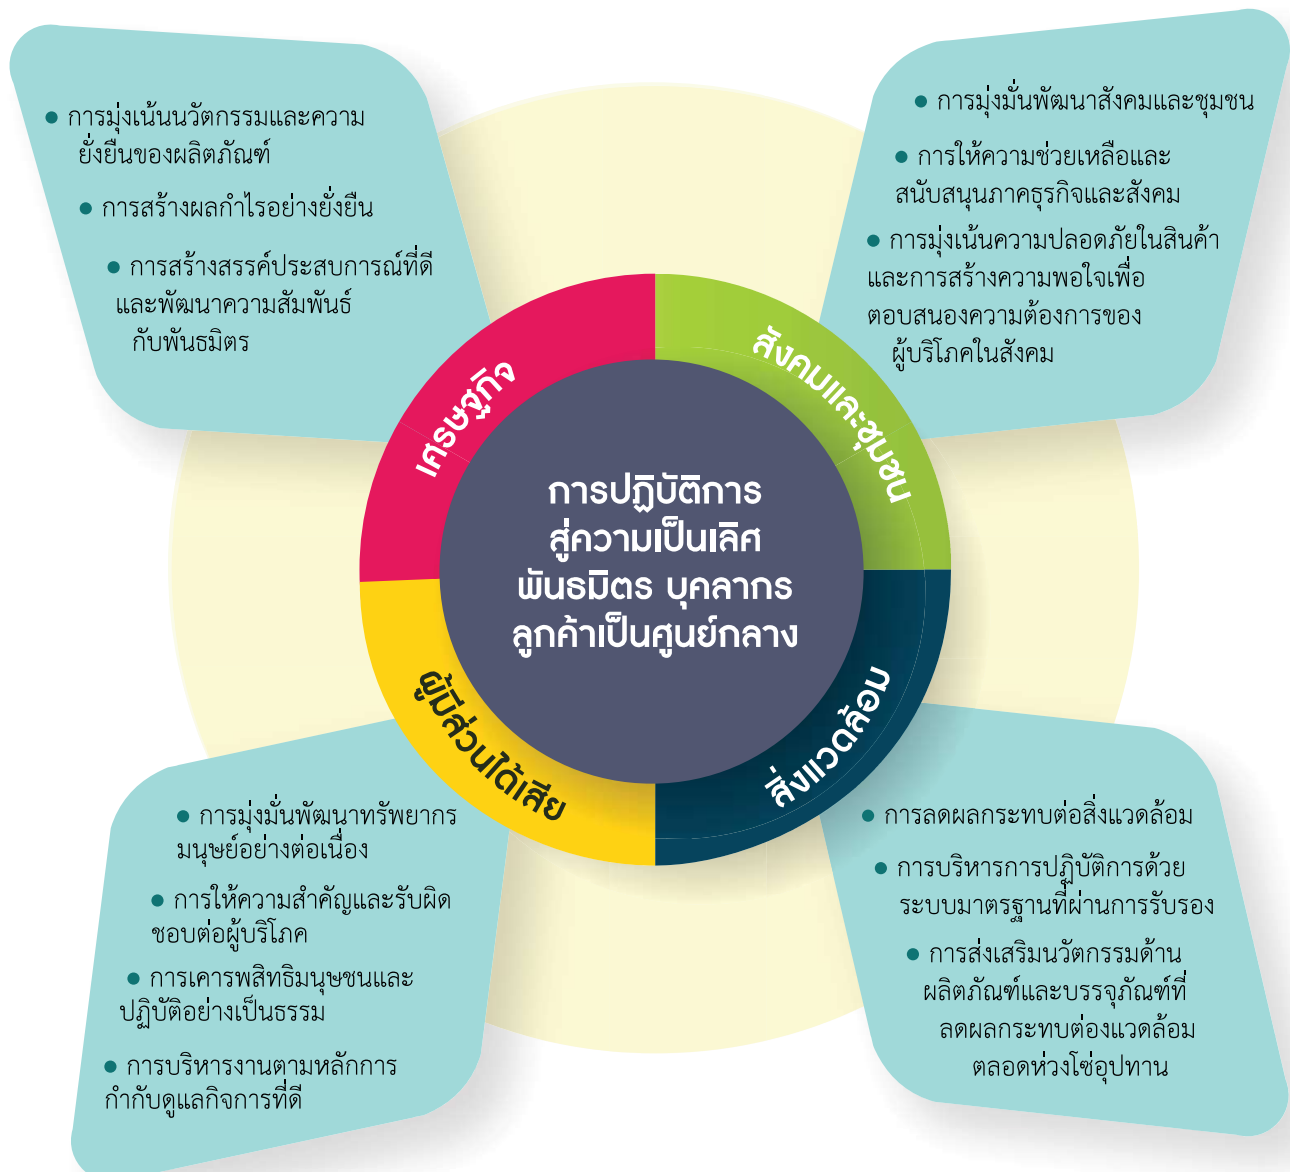 ● การมุ่งเน้นนวัตกรรมและความ
ยั่งยืนของผลิตภัณฑ์
● การสร้างผลกำไรอย่างยั่งยืน
● การสร้างสรรค์ประสบการณ์ที่ดี
และพัฒนาความสัมพันธ์
กับพันธมิตร
● การมุ่งมั่นพัฒนาสังคมและชุมชน
● การให้ความช่วยเหลือและ
สนับสนุนภาคธุรกิจและสังคม
● การมุ่งเน้นความปลอดภัยในสินค้า
และการสร้างความพอใจเพื่อ
ตอบสนองความต้องการของ
ผู้บริโภคในสังคม
เศรษฐกิจ
สังคมและชุมชน
การปฏิบัติการ
สู่ความเป็นเลิศ
พันธมิตร บุคลากร
ลูกค้าเป็นศูนย์กลาง
ผู้มีส่วนได้เสีย
สิ่งแวดล้อม
● การมุ่งมั่นพัฒนาทรัพยากร
มนุษย์อย่างต่อเนื่อง
● การให้ความสำคัญและรับผิด
ชอบต่อผู้บริโภค
● การเคารพสิทธิมนุษชนและ
ปฏิบัติอย่างเป็นธรรม
● การบริหารงานตามหลักการ
กำกับดูแลกิจการที่ดี
● การลดผลกระทบต่อสิ่งแวดล้อม
● การบริหารการปฏิบัติการด้วย
ระบบมาตรฐานที่ผ่านการรับรอง
● การส่งเสริมนวัตกรรมด้าน
ผลิตภัณฑ์และบรรจุภัณฑ์ที่
ลดผลกระทบต่องแวดล้อม
ตลอดห่วงโซ่อุปทาน